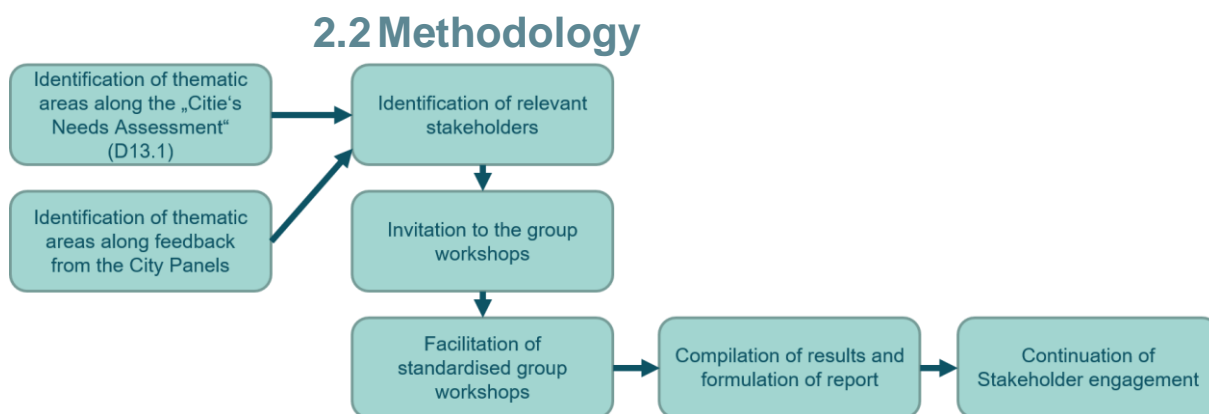 2.2 Methodology
Identification of thematic
areas along the „Citie‘s
Needs Assessment“
(D13.1)
Identification of relevant
stakeholders
Identification of thematic
areas along feedback
from the City Panels
Invitation to the group
workshops
Facilitation of
standardised group
workshops
Compilation of results and
formulation of report
Continuation of
Stakeholder engagement